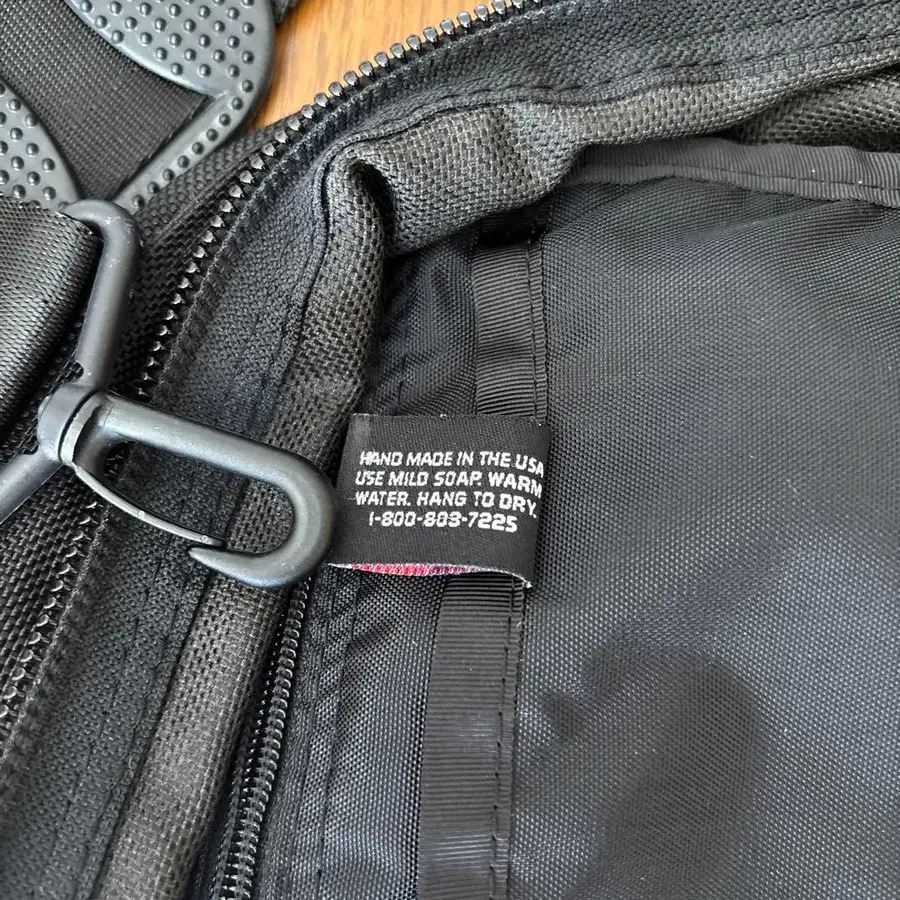 HAND MADE IN THE USA
USE MILD SOAP. WARM
WATER. HANG TO DRY.
1-800-803-7225